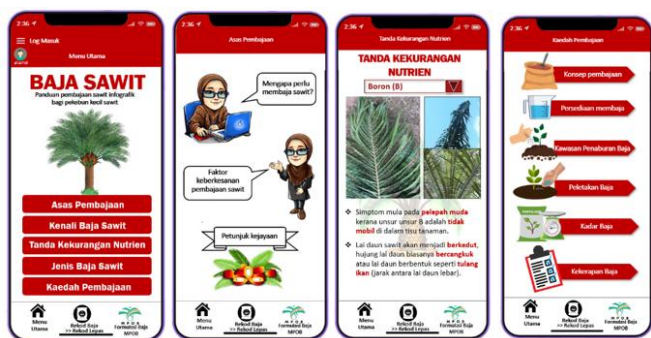 2:36
Log Masuk
Menu Utama
BAJA SAWIT
Panduan pembajaan sawit infografik
bagi pekebun kecil sawit
Asas Pembajaan
Kenali Baja Sawit
Tanda Kekurangan Nutrien
Jenis Baja Sawit
Kaedah Pembajaan
Menu
Utama
Rekod Baja
>> Rekod Lepas
MPOB
Formulasi Baja
MPOB
2:36
Asas Pembajaan
Mengapa perlu
membaja sawit?
Faktor
keberkesanan
pembajaan sawit
Petunjuk kejayaan
Menu
Utama
Rekod Baja
>> Rekod Lepas
MPOB
Formulasi Baja
MPOB
2:36
Tanda Kekurangan Nutrien
TANDA KEKURANGAN
NUTRIEN
Boron (B)
❖ Simptom mula pada pelepah muda
kerana unsur unsur B adalah tidak
mobil di dalam tisu tanaman.
❖ Lai daun sawit akan menjadi berkedut,
hujung lai daun biasanya bercangkuk
atau lai daun berbentuk seperti tulang
ikan (jarak antara lai daun lebar).
Menu
Utama
Rekod Baja
>> Rekod Lepas
MPOB
Formulasi Baja
MPOB
2:36
Kaedah Pembajaan
Konsep pembajaan
Persediaan membaja
Kawasan Penaburan Baja
Peletakan Baja
Kadar Baja
Kekerapan Baja
Menu
Utama
Rekod Baja
>> Rekod Lepas
MPOB
Formulasi Baja
MPOB